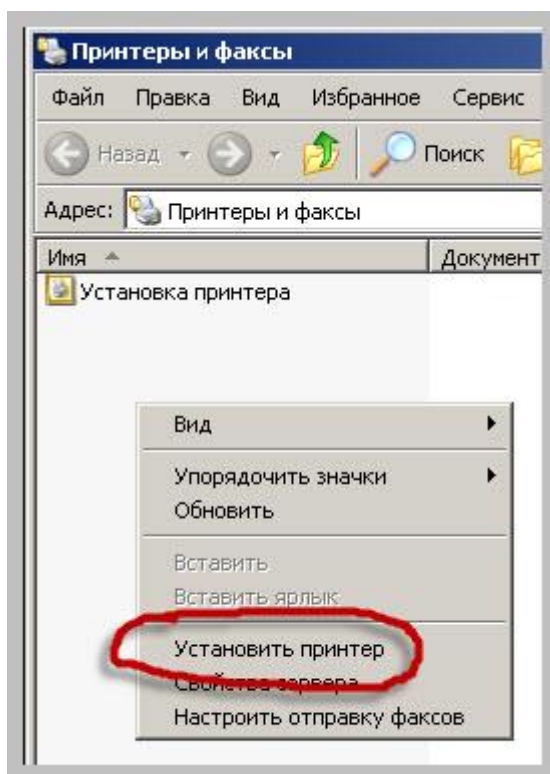 Принтеры и факсы
Файл Правка Вид Избранное Сервис
Назад Поиск
Адрес: Принтеры и факсы
Имя Документ
Установка принтера
Вид
Упорядочить значки
Обновить
Вставить
Вставить ярлык
Установить принтер
Свойства сервера
Настроить отправку факсов